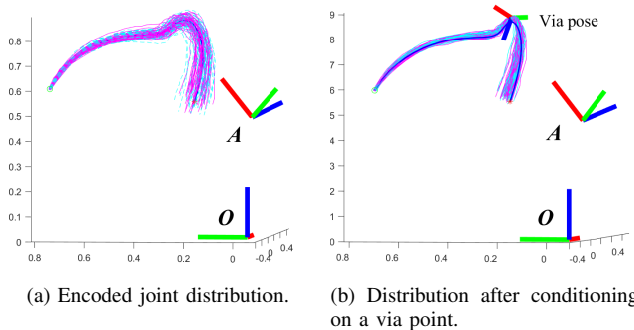 0.9
0.8
0.7
0.6
0.5
0.4
0.3
0.2
0.1
0
0.8 0.6 0.4 0.2 0 -0.4 0 0.4
A
O
(a) Encoded joint distribution.
9
8
7
6
5
4
3
2
1
0
0.8 0.6 0.4 0.2 0 -0.4 0 0.4
Via pose
A
O
(b) Distribution after conditioning
on a via point.